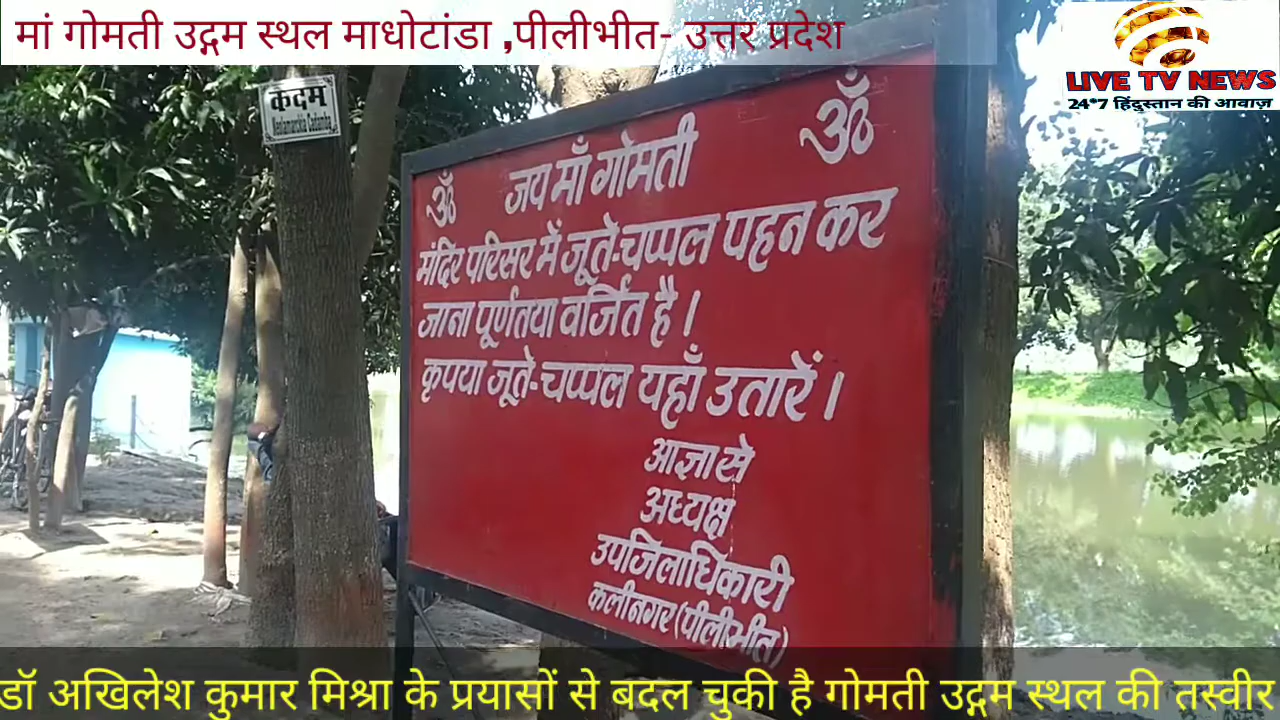 मां गोमती उद्गम स्थल माधोटांडा ,पीलीभीत- उत्तर प्रदेश
LIVE TV NEWS
24*7 हिंदुस्तान की आवाज़
कदम्
Neolamarckia Cadamba
ॐ जय माँ गोमती ॐ
मंदिर परिसर में जूते-चप्पल पहन कर
जाना पूर्णतया वर्जित है ।
कृपया जूते-चप्पल यहाँ उतारें ।
आज्ञा से
अध्यक्ष
उपजिलाधिकारी
कलीनगर (पीलीभीत)
डॉ अखिलेश कुमार मिश्रा के प्रयासों से बदल चुकी है गोमती उद्गम स्थल की तस्वीर